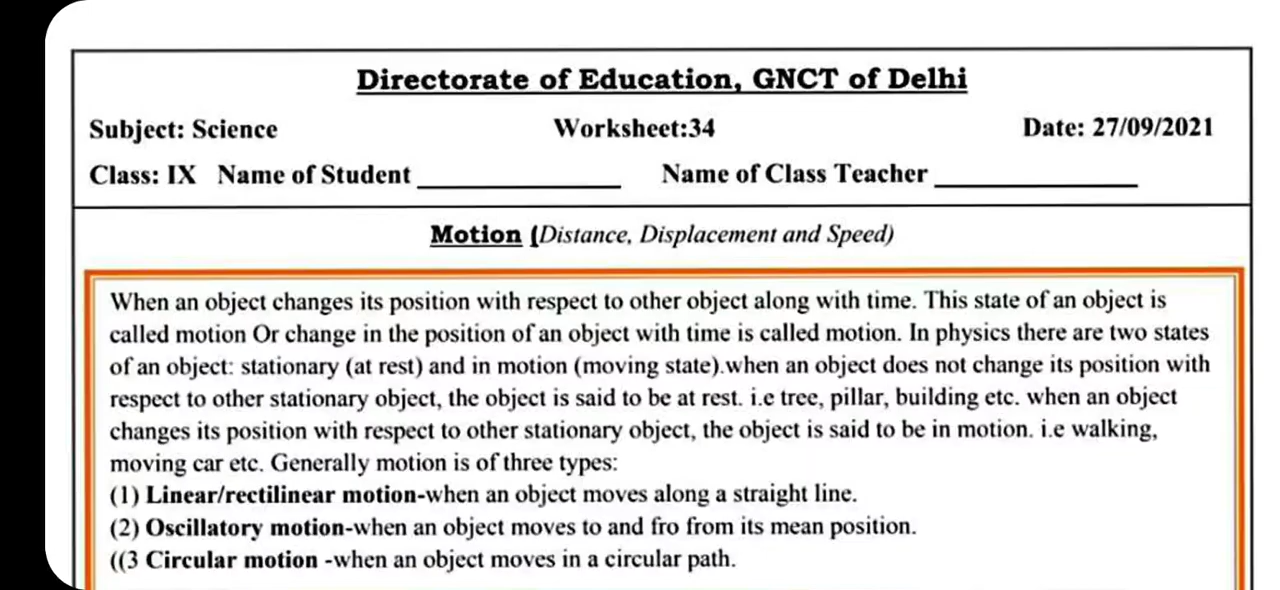 Directorate of Education, GNCT of Delhi
Subject: Science Worksheet:34 Date: 27/09/2021
Class: IX Name of Student ______________ Name of Class Teacher ______________
Motion (Distance, Displacement and Speed)
When an object changes its position with respect to other object along with time. This state of an object is
called motion Or change in the position of an object with time is called motion. In physics there are two states
of an object: stationary (at rest) and in motion (moving state).when an object does not change its position with
respect to other stationary object, the object is said to be at rest. i.e tree, pillar, building etc. when an object
changes its position with respect to other stationary object, the object is said to be in motion. i.e walking,
moving car etc. Generally motion is of three types:
(1) Linear/rectilinear motion-when an object moves along a straight line.
(2) Oscillatory motion-when an object moves to and fro from its mean position.
((3 Circular motion -when an object moves in a circular path.